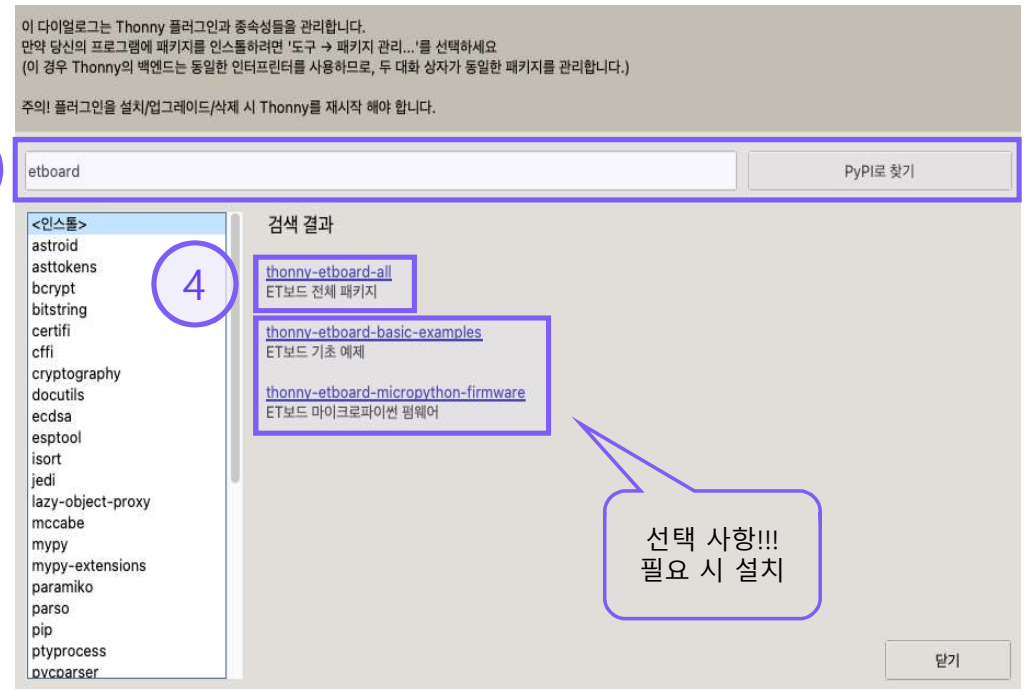 이 다이얼로그는 Thonny 플러그인과 종속성들을 관리합니다.
만약 당신의 프로그램에 패키지를 인스톨하려면 '도구 → 패키지 관리...'를 선택하세요
(이 경우 Thonny의 백엔드는 동일한 인터프린터를 사용하므로, 두 대화 상자가 동일한 패키지를 관리합니다.)
주의! 플러그인을 설치/업그레이드/삭제 시 Thonny를 재시작 해야 합니다.
etboard
PyPI로 찾기
<인스톨>
astroid
asttokens
bcrypt
bitstring
certifi
cffi
cryptography
docutils
ecdsa
esptool
isort
jedi
lazy-object-proxy
mccabe
mypy
mypy-extensions
paramiko
parso
pip
ptyprocess
pycparser
검색 결과
4
thonny-etboard-all
ET보드 전체 패키지
thonny-etboard-basic-examples
ET보드 기초 예제
thonny-etboard-micropython-firmware
ET보드 마이크로파이썬 펌웨어
선택 사항!!!
필요 시 설치
닫기